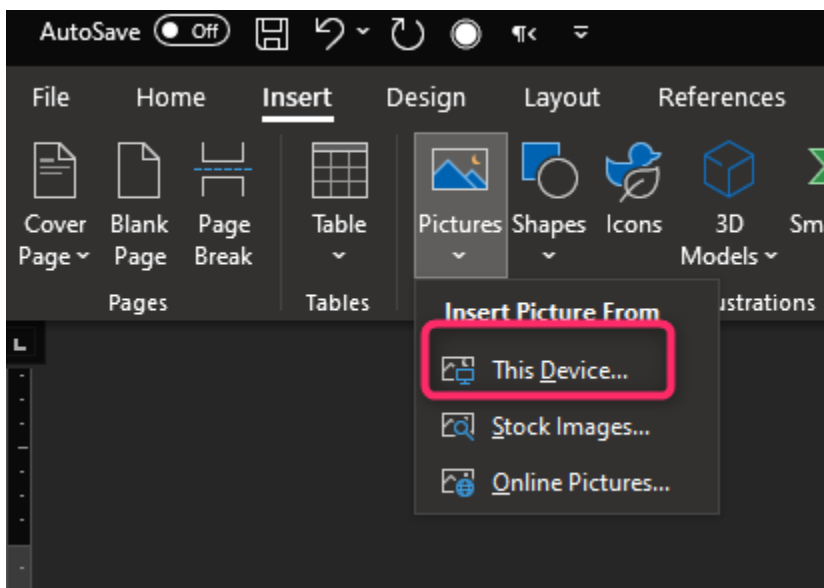 AutoSave Off
File Home Insert Design Layout References
Cover Page Blank Page Page Break Table Pictures Shapes Icons 3D Models Sm
Pages Tables ustrations
Insert Picture From
This Device...
Stock Images...
Online Pictures...